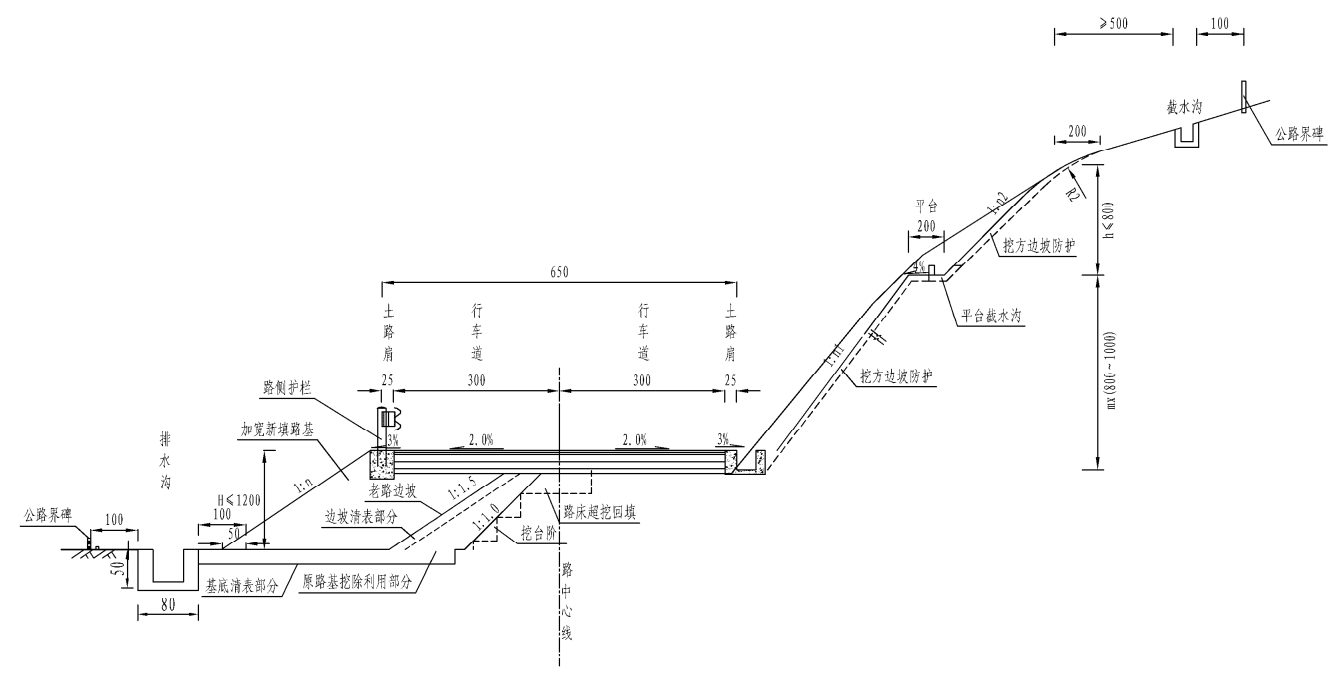 ≥500
100
截水沟
公路界碑
200
R2
1:n2
h≤80)
平台
200
挖方边坡防护
4%
平台截水沟
650
土路肩
行车道
行车道
土路肩
mx(80(~1000)
1:n1
25
300
300
25
挖方边坡防护
路侧护栏
加宽新填路基
排水沟
3%
2.0%
2.0%
3%
1:n
H≤1200
老路边坡
1:1.5
边坡清表部分
1:1.0
路床超挖回填
挖台阶
公路界碑
100
100
50
50
80
基底清表部分
原路基挖除利用部分
路中心线